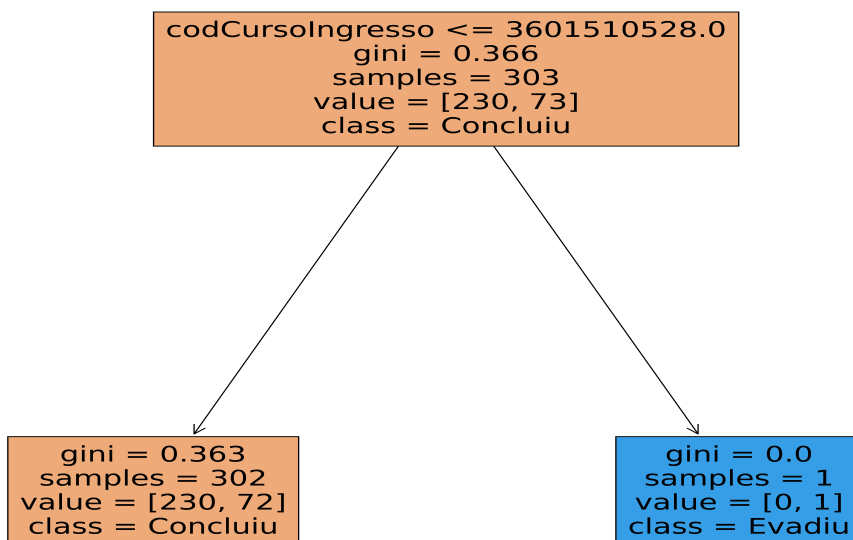 codCursoIngresso <= 3601510528.0
gini = 0.366
samples = 303
value = [230, 73]
class = Concluiu
gini = 0.363
samples = 302
value = [230, 72]
class = Concluiu
gini = 0.0
samples = 1
value = [0, 1]
class = Evadiu